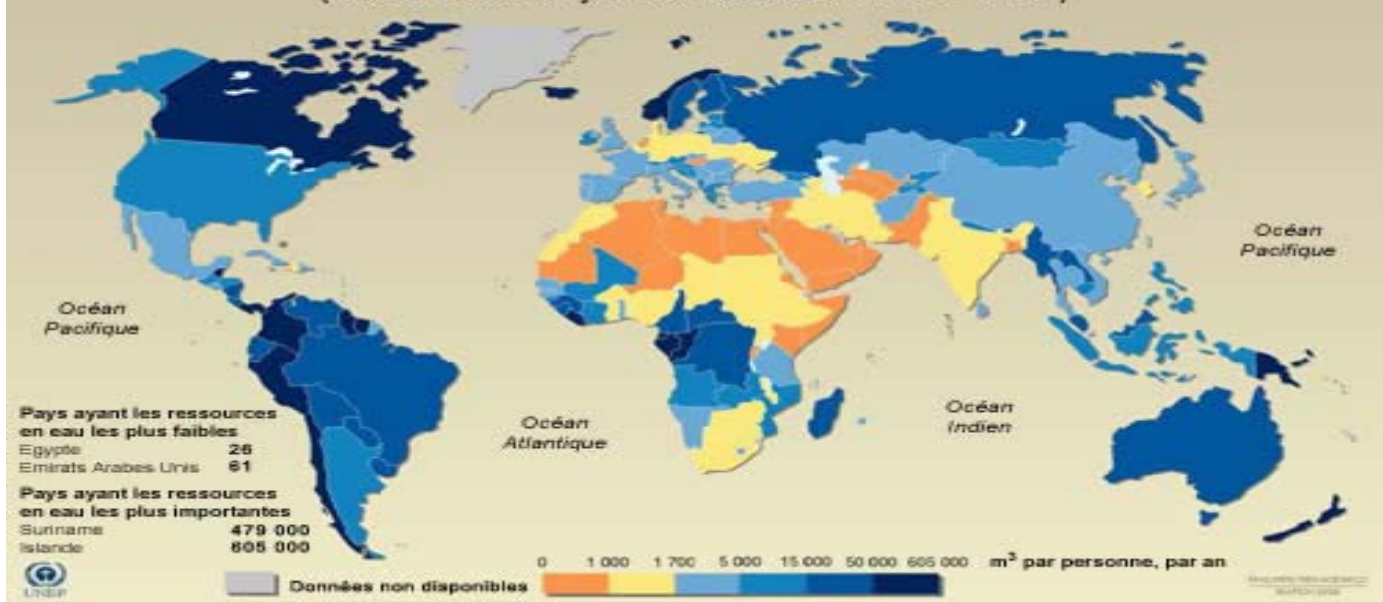 Océan
Pacifique
Océan
Pacifique
Océan
Atlantique
Océan
Indien
Pays ayant les ressources
en eau les plus faibles
Egypte 26
Emirats Arabes Unis 61
Pays ayant les ressources
en eau les plus importantes
Suriname 479 000
Islande 605 000
UNEP
Données non disponibles
0 1 000 1 700 5 000 15 000 50 000 605 000 m³ par personne, par an